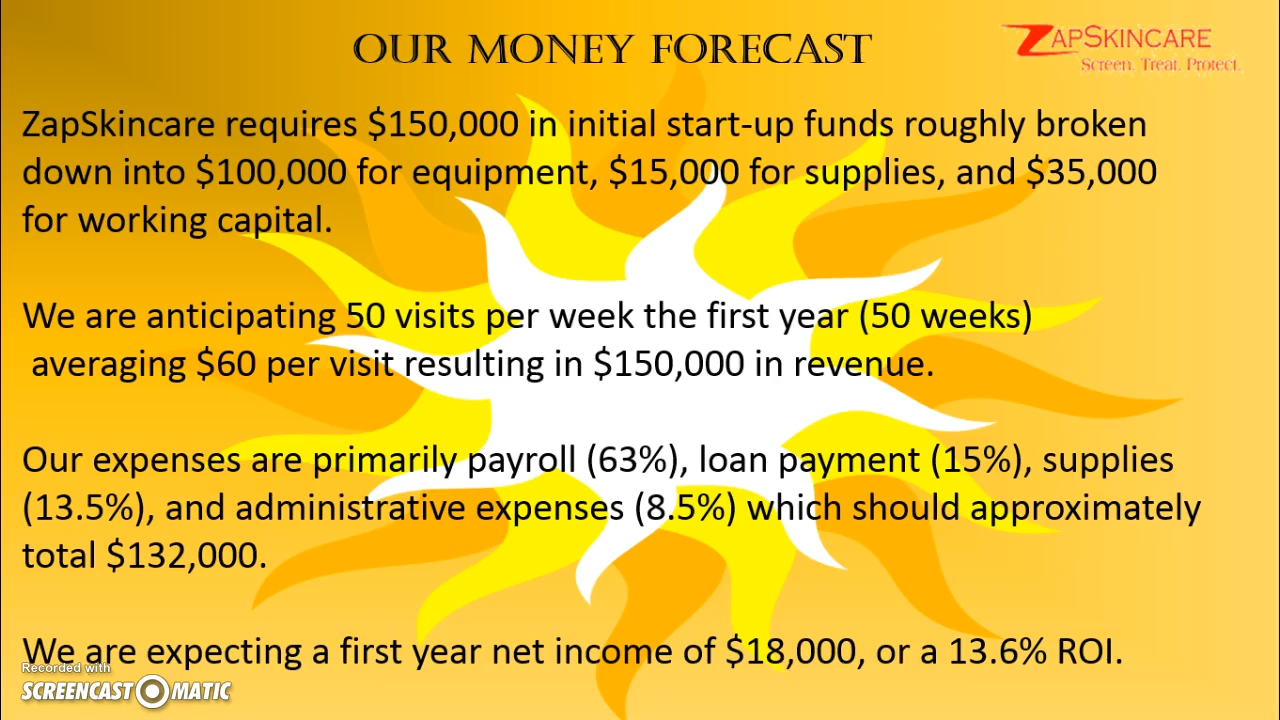 OUR MONEY FORECAST
ZAPSKINCARE
Screen. Treat. Protect.
ZapSkincare requires $150,000 in initial start-up funds roughly broken
down into $100,000 for equipment, $15,000 for supplies, and $35,000
for working capital.
We are anticipating 50 visits per week the first year (50 weeks)
averaging $60 per visit resulting in $150,000 in revenue.
Our expenses are primarily payroll (63%), loan payment (15%), supplies
(13.5%), and administrative expenses (8.5%) which should approximately
total $132,000.
We are expecting a first year net income of $18,000, or a 13.6% ROI.
Recorded with
SCREENCAST MATIC